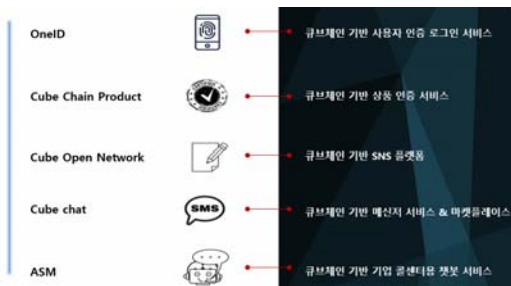 OneID
큐브체인 기반 사용자 인증 로그인 서비스
Cube Chain Product
큐브체인 기반 상품 인증 서비스
Cube Open Network
큐브체인 기반 SNS 플랫폼
Cube chat
SMS
큐브체인 기반 메신저 서비스 & 마켓플레이스
ASM
큐브체인 기반 기업 콜센터용 챗봇 서비스